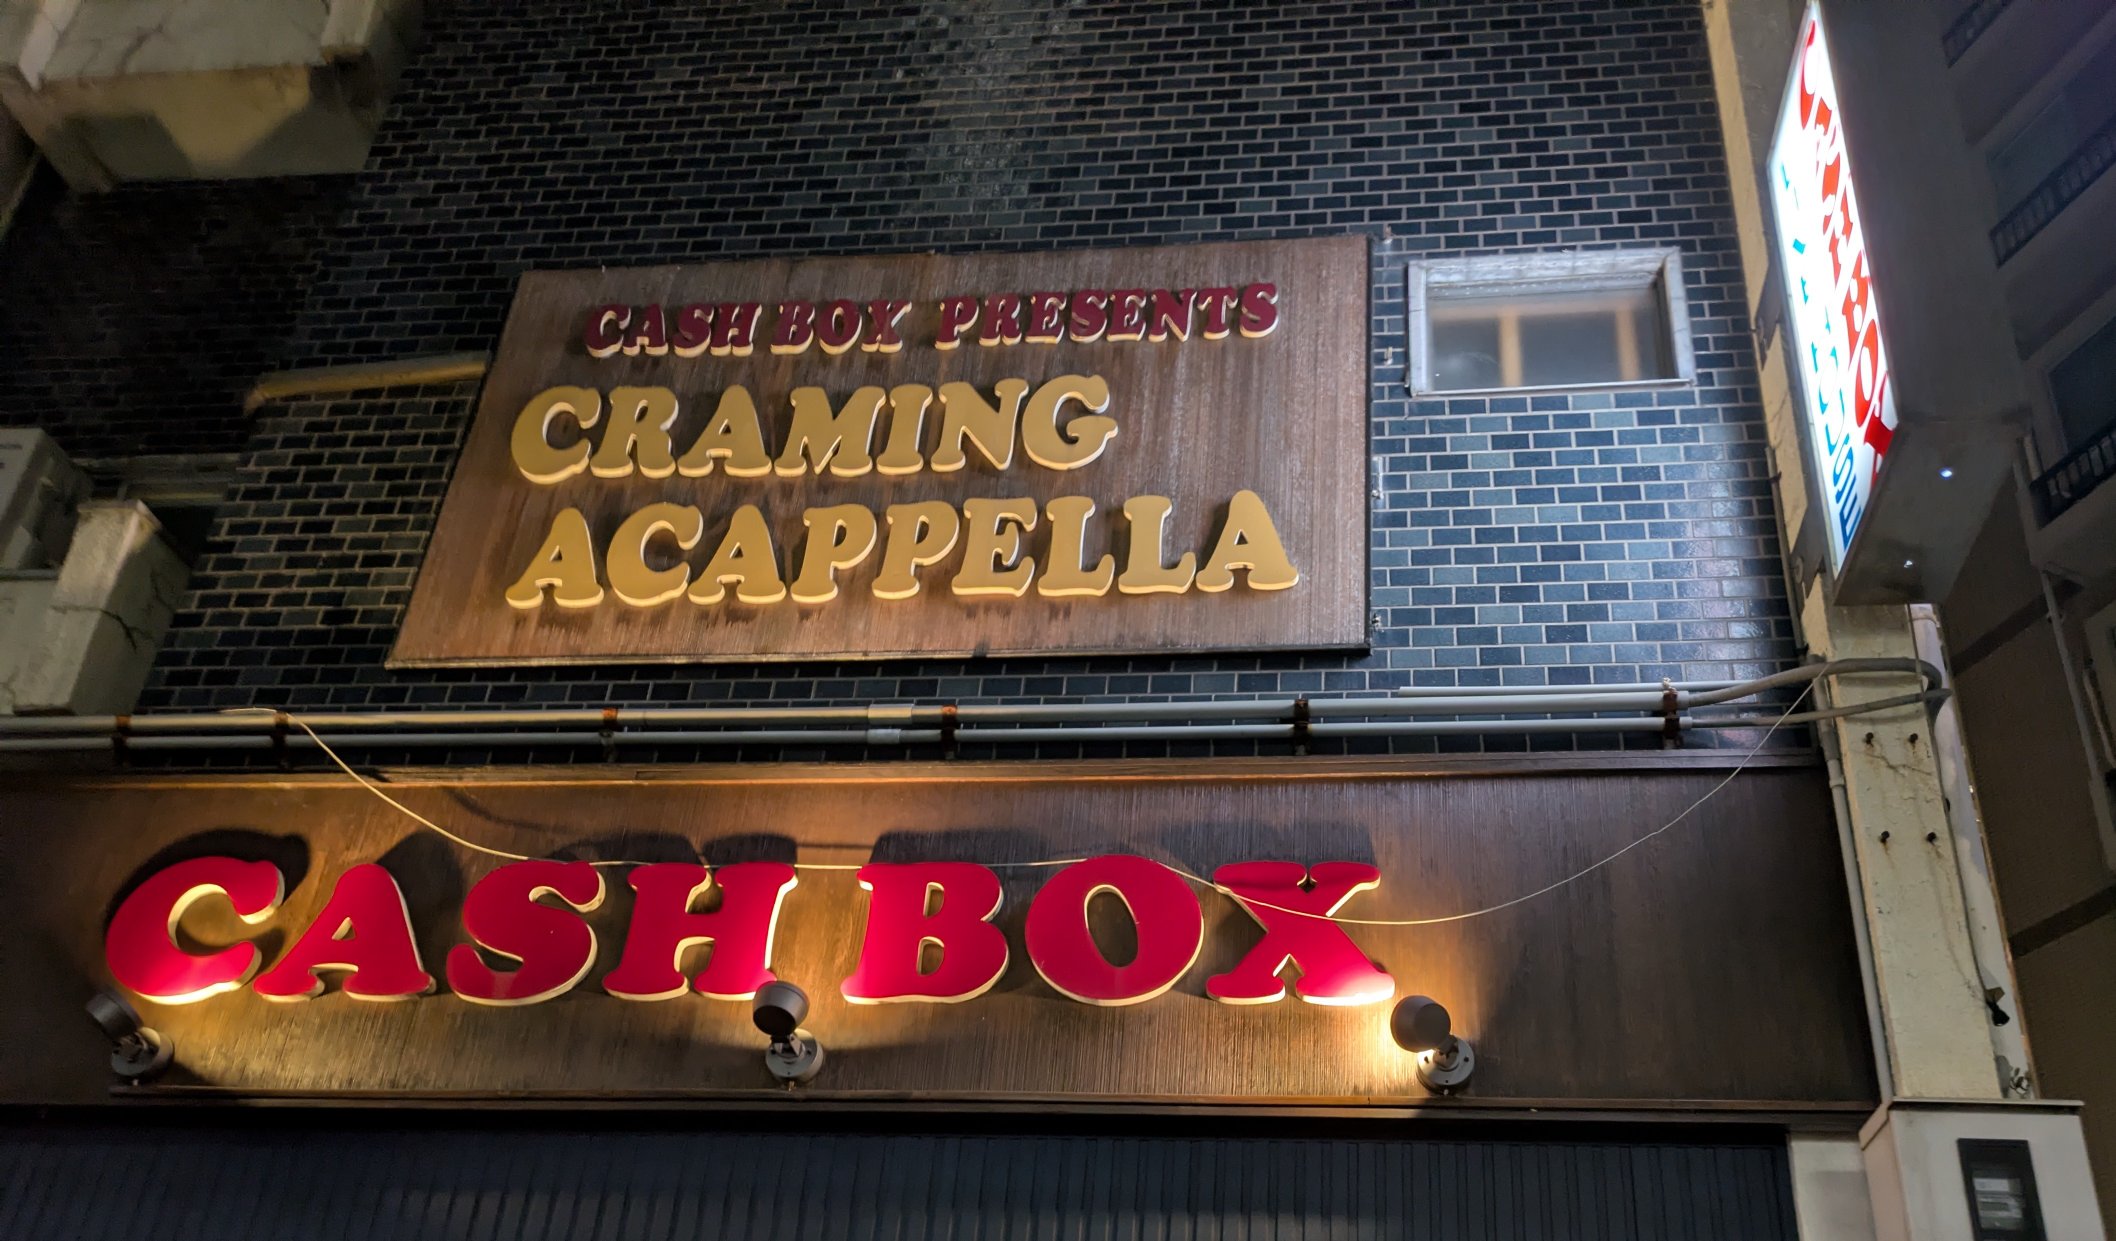 CASH BOX PRESENTS
CRAMING
ACAPPELLA
CASH BOX